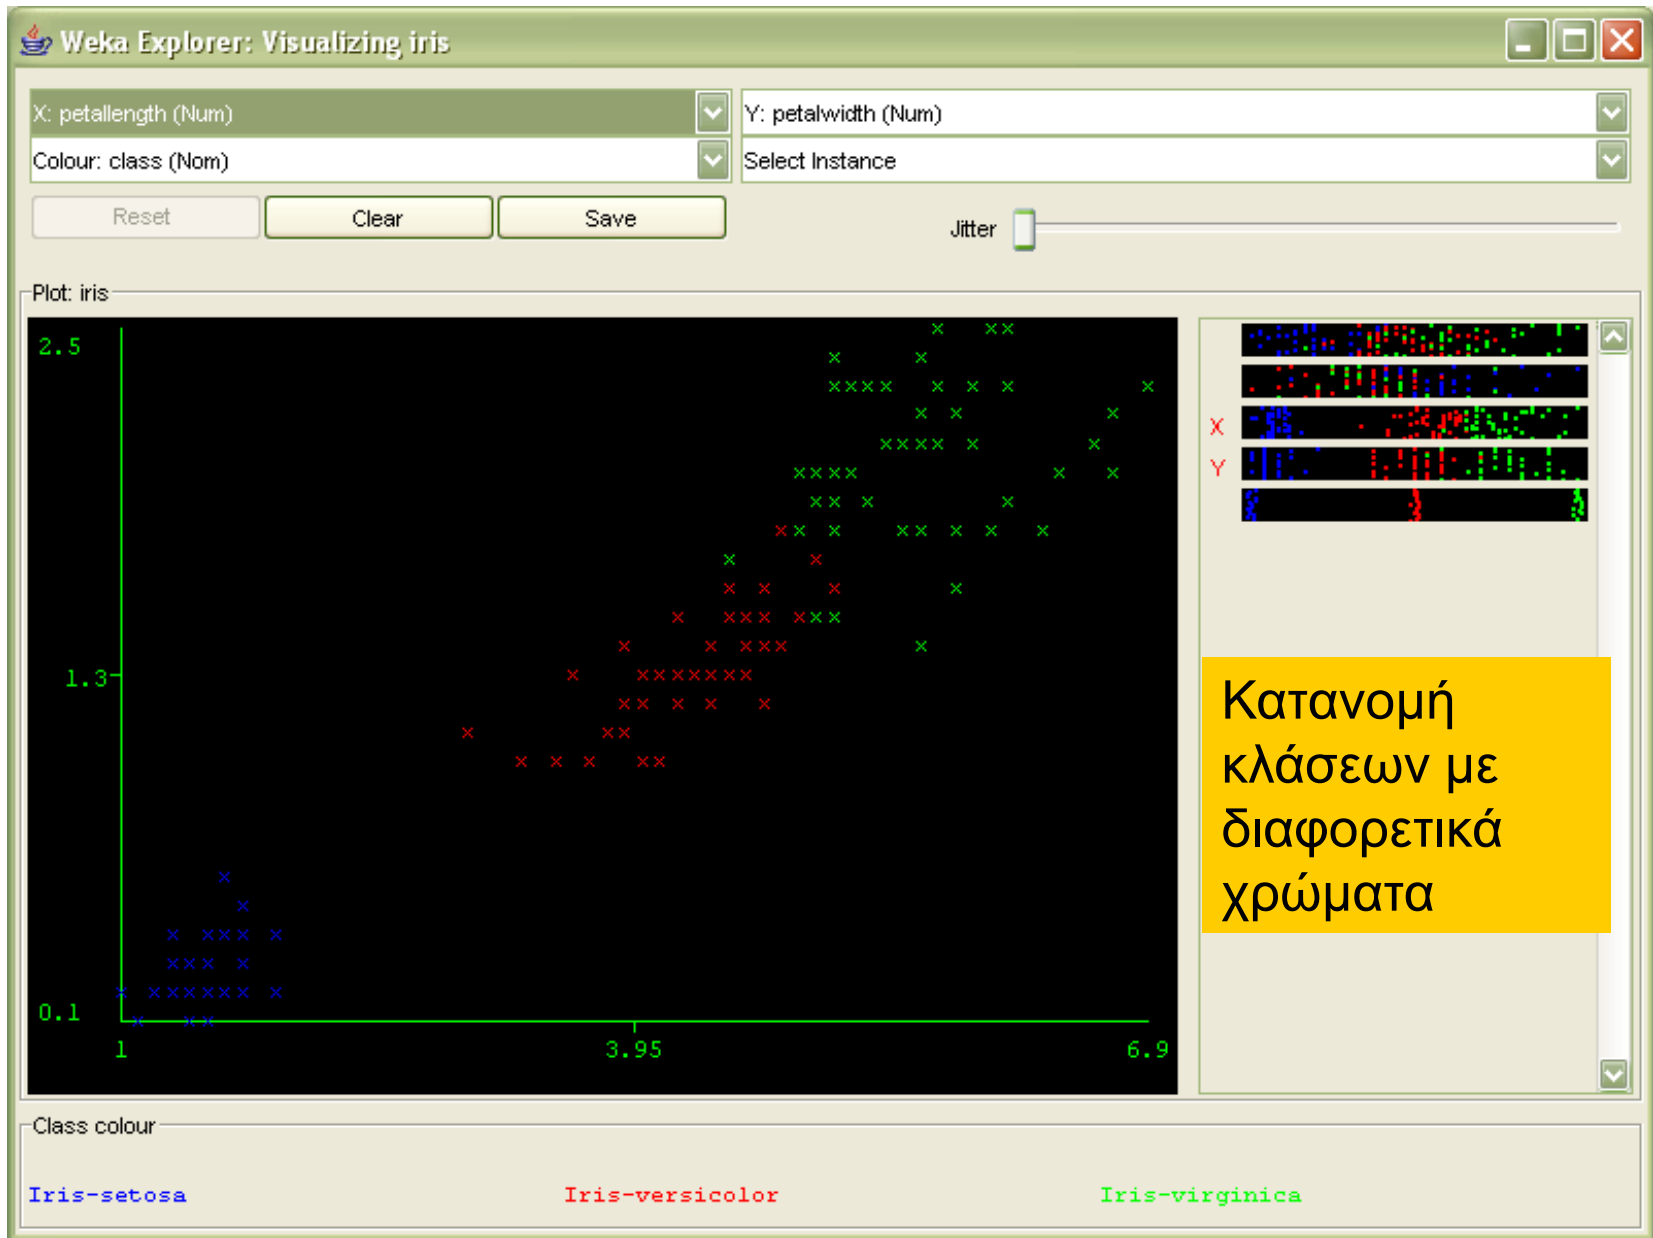 Weka Explorer: Visualizing iris
X: petallength (Num)
Y: petalwidth (Num)
Colour: class (Nom)
Select Instance
Reset
Clear
Save
Jitter
Plot: iris
2.5
1.3
0.1
1
3.95
6.9
X
Y
Κατανομή
κλάσεων με
διαφορετικά
χρώματα
Class colour
Iris-setosa
Iris-versicolor
Iris-virginica